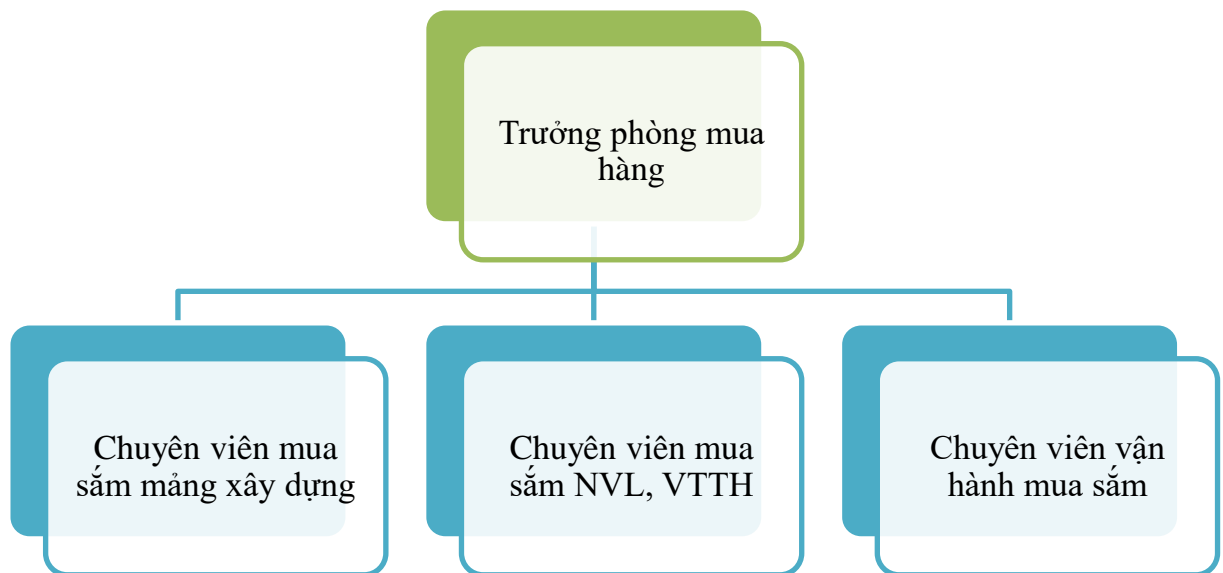 Trưởng phòng mua
hàng
Chuyên viên mua
sắm mảng xây dựng
Chuyên viên mua
sắm NVL, VTTH
Chuyên viên vận
hành mua sắm